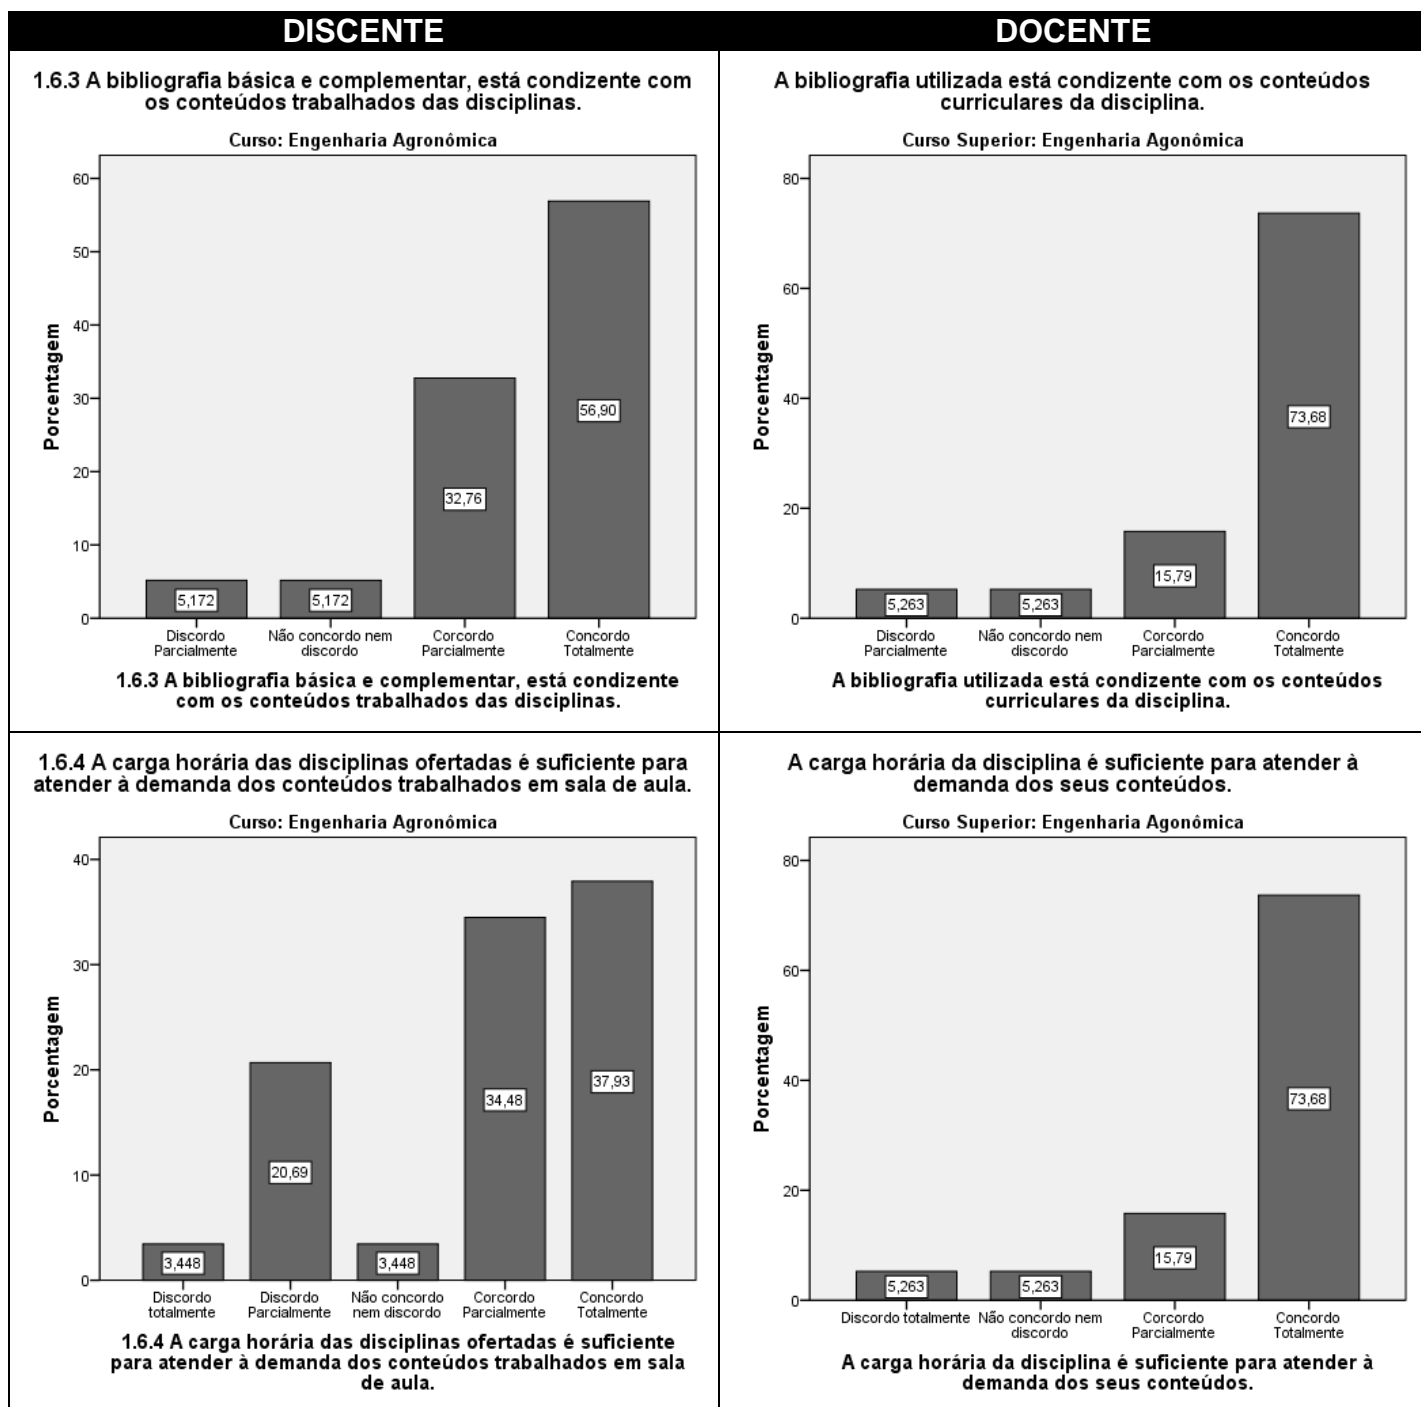 DISCENTE
DOCENTE
1.6.3 A bibliografia básica e complementar, está condizente com
os conteúdos trabalhados das disciplinas.
Curso: Engenharia Agronômica
Porcentagem
60
50
40
30
20
10
0
5,172
5,172
32,76
56,90
Discordo
Parcialmente
Não concordo nem
discordo
Corcordo
Parcialmente
Concordo
Totalmente
1.6.3 A bibliografia básica e complementar, está condizente
com os conteúdos trabalhados das disciplinas.
A bibliografia utilizada está condizente com os conteúdos
curriculares da disciplina.
Curso Superior: Engenharia Agonômica
Porcentagem
80
60
40
20
0
5,263
5,263
15,79
73,68
Discordo
Parcialmente
Não concordo nem
discordo
Corcordo
Parcialmente
Concordo
Totalmente
A bibliografia utilizada está condizente com os conteúdos
curriculares da disciplina.
1.6.4 A carga horária das disciplinas ofertadas é suficiente para
atender à demanda dos conteúdos trabalhados em sala de aula.
Curso: Engenharia Agronômica
Porcentagem
40
30
20
10
0
3,448
20,69
3,448
34,48
37,93
Discordo
totalmente
Discordo
Parcialmente
Não concordo
nem discordo
Corcordo
Parcialmente
Concordo
Totalmente
1.6.4 A carga horária das disciplinas ofertadas é suficiente
para atender à demanda dos conteúdos trabalhados em sala
de aula.
A carga horária da disciplina é suficiente para atender à
demanda dos seus conteúdos.
Curso Superior: Engenharia Agonômica
Porcentagem
80
60
40
20
0
5,263
5,263
15,79
73,68
Discordo totalmente
Não concordo nem
discordo
Corcordo
Parcialmente
Concordo
Totalmente
A carga horária da disciplina é suficiente para atender à
demanda dos seus conteúdos.